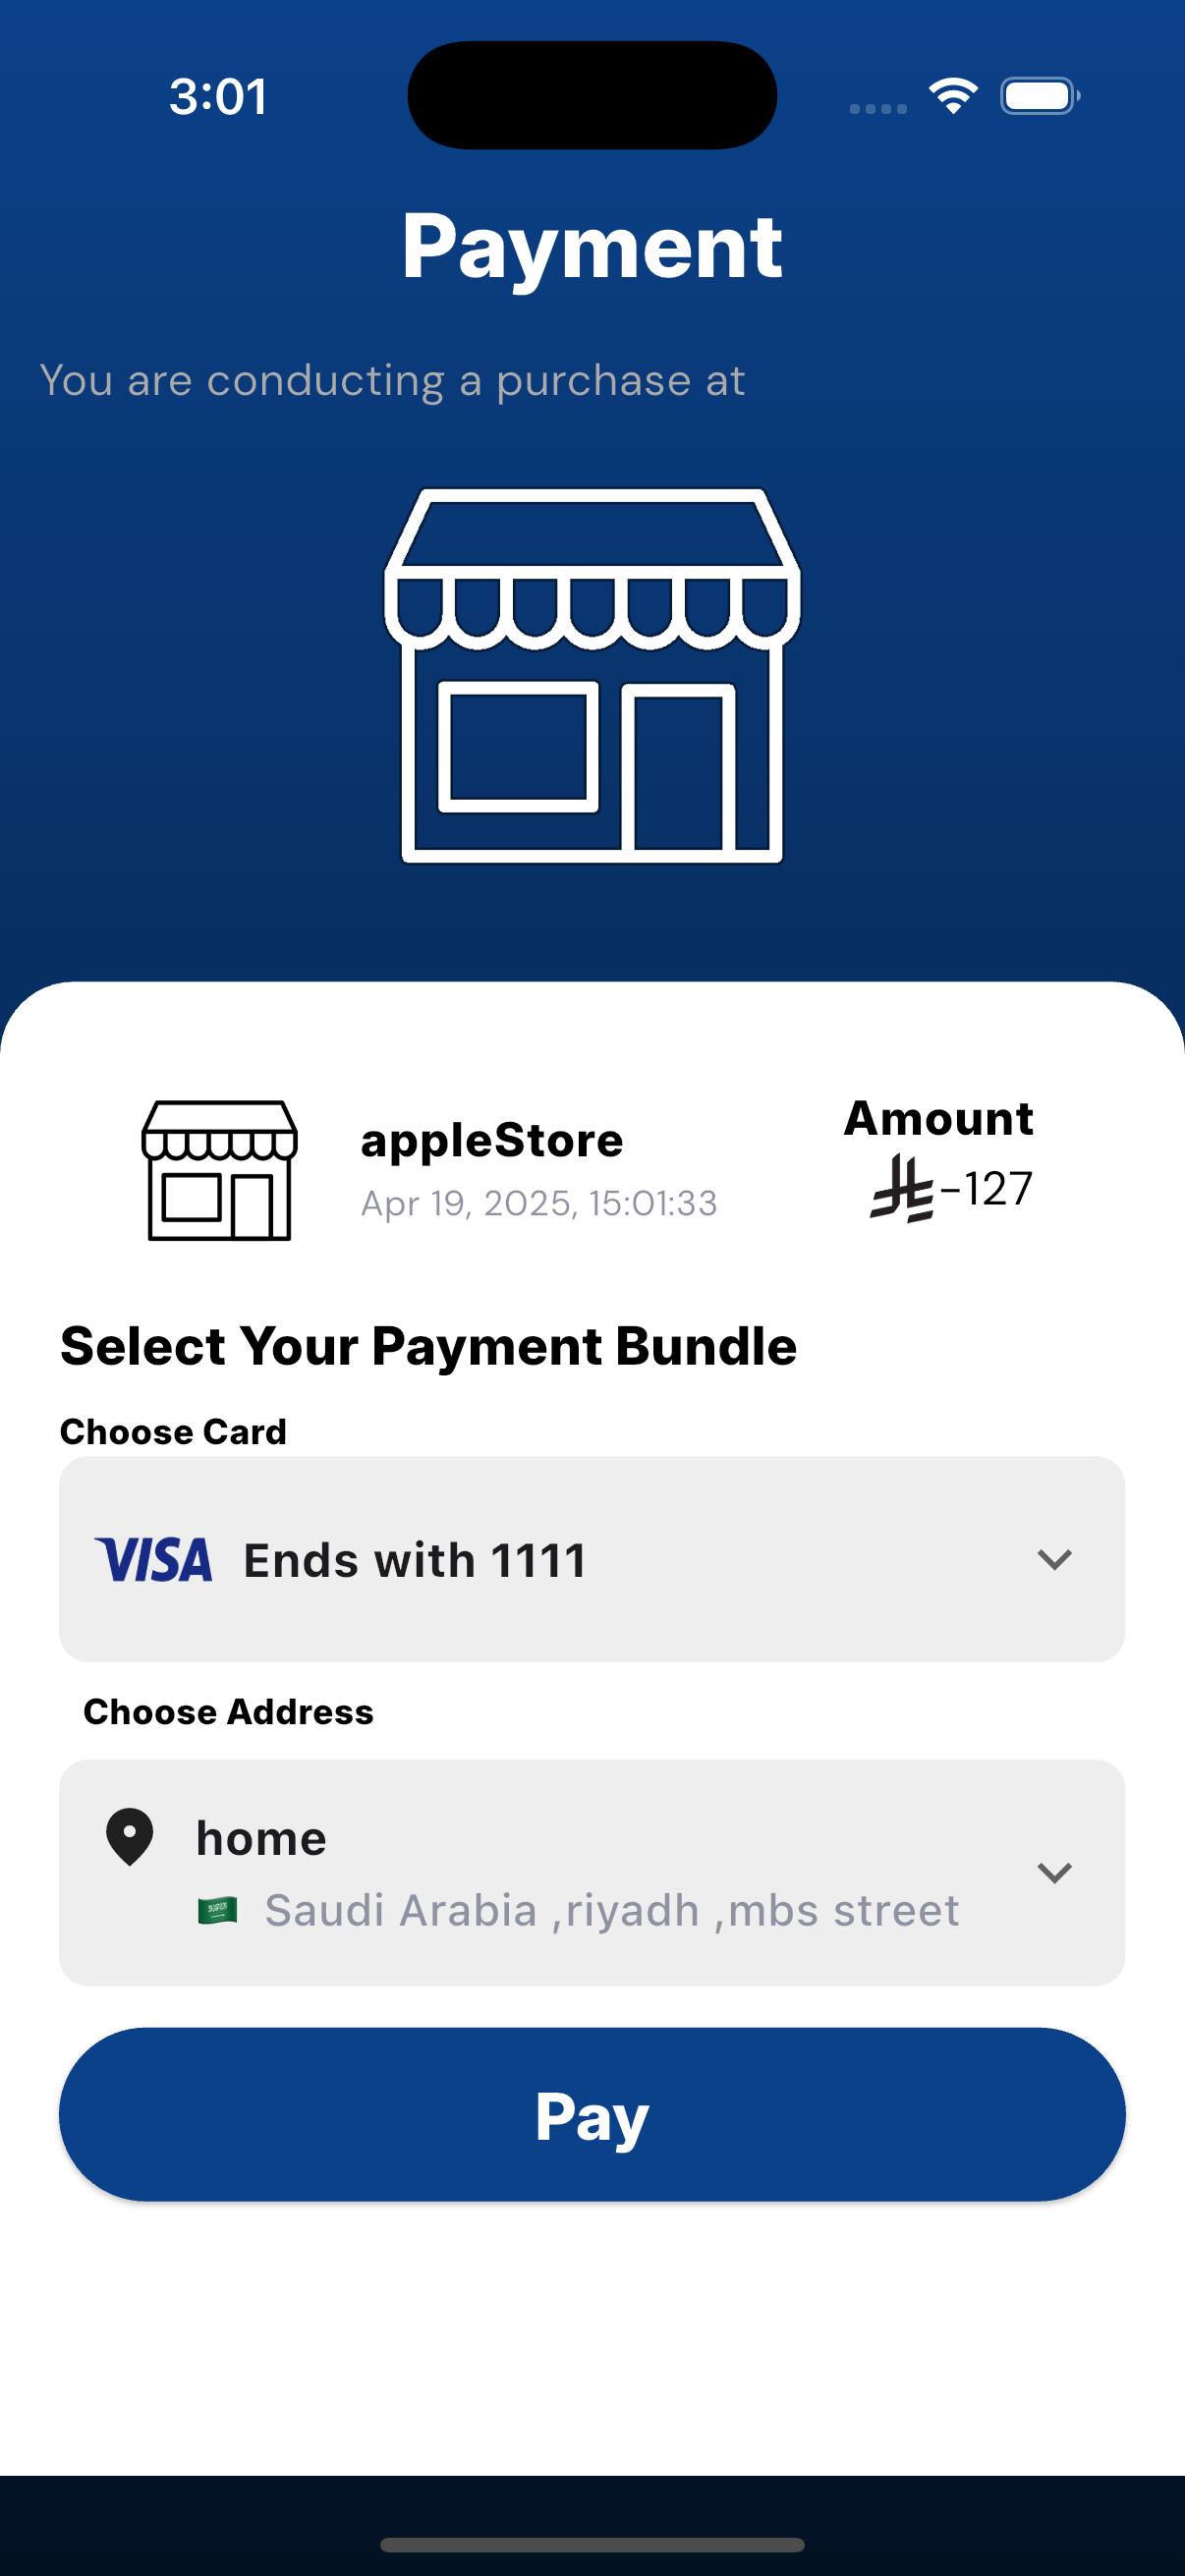 3:01
Payment
You are conducting a purchase at
appleStore
Apr 19, 2025, 15:01:33
Amount
⃁-127
Select Your Payment Bundle
Choose Card
VISA Ends with 1111
Choose Address
home
🇸🇦 Saudi Arabia ,riyadh ,mbs street
Pay